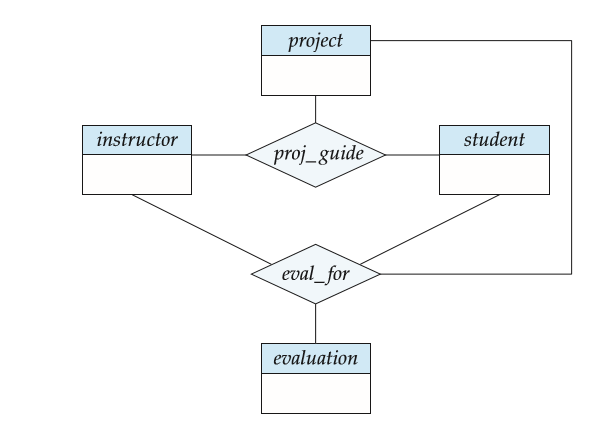 project
instructor
proj_guide
student
eval_for
evaluation